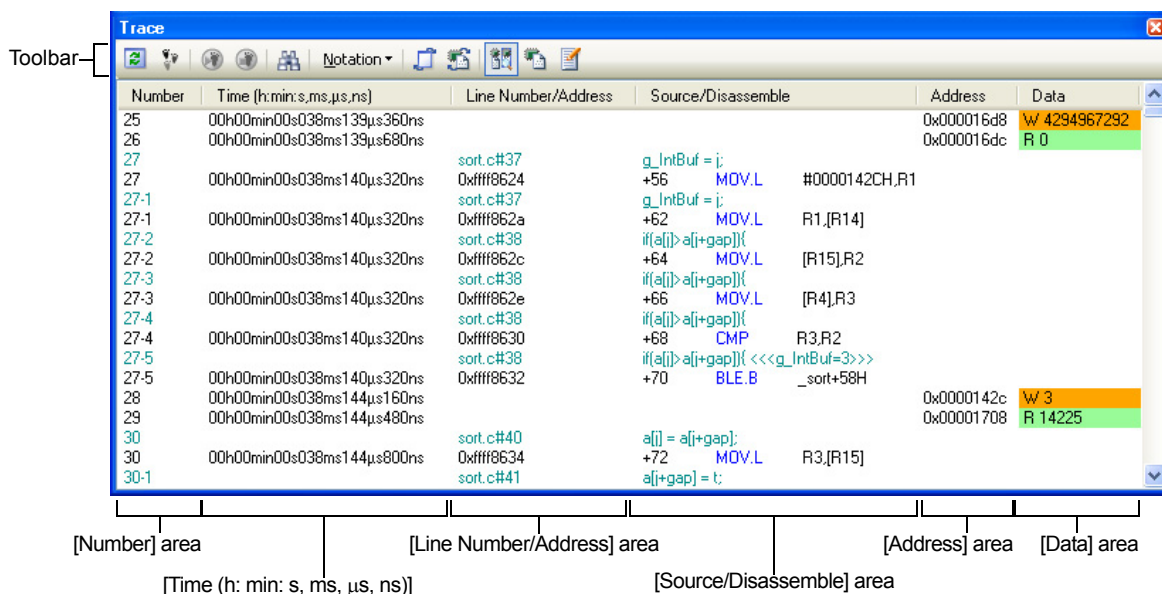 Trace
Toolbar
Notation
Number Time (h:min:s,ms,µs,ns) Line Number/Address Source/Disassemble Address Data
25 00h00min00s038ms139µs360ns 0x000016d8 W 4294967292
26 00h00min00s038ms139µs680ns 0x000016dc R 0
27 sort.c#37 g_IntBuf = j;
27 00h00min00s038ms140µs320ns 0xffff8624 +56 MOV.L #0000142CH,R1
27-1 sort.c#37 g_IntBuf = j;
27-1 00h00min00s038ms140µs320ns 0xffff862a +62 MOV.L R1,[R14]
27-2 sort.c#38 if(a[j]>a[j+gap]){
27-2 00h00min00s038ms140µs320ns 0xffff862c +64 MOV.L [R15],R2
27-3 sort.c#38 if(a[j]>a[j+gap]){
27-3 00h00min00s038ms140µs320ns 0xffff862e +66 MOV.L [R4],R3
27-4 sort.c#38 if(a[j]>a[j+gap]){
27-4 00h00min00s038ms140µs320ns 0xffff8630 +68 CMP R3,R2
27-5 sort.c#38 if(a[j]>a[j+gap]){ <<<g_IntBuf=3>>>
27-5 00h00min00s038ms140µs320ns 0xffff8632 +70 BLE.B _sort+58H
28 00h00min00s038ms144µs160ns 0x0000142c W 3
29 00h00min00s038ms144µs480ns 0x00001708 R 14225
30 sort.c#40 a[j] = a[j+gap];
30 00h00min00s038ms144µs800ns 0xffff8634 +72 MOV.L R3,[R15]
30-1 sort.c#41 a[j+gap] = t;
[Number] area [Line Number/Address] area [Address] area [Data] area
[Time (h: min: s, ms, µs, ns)] [Source/Disassemble] area